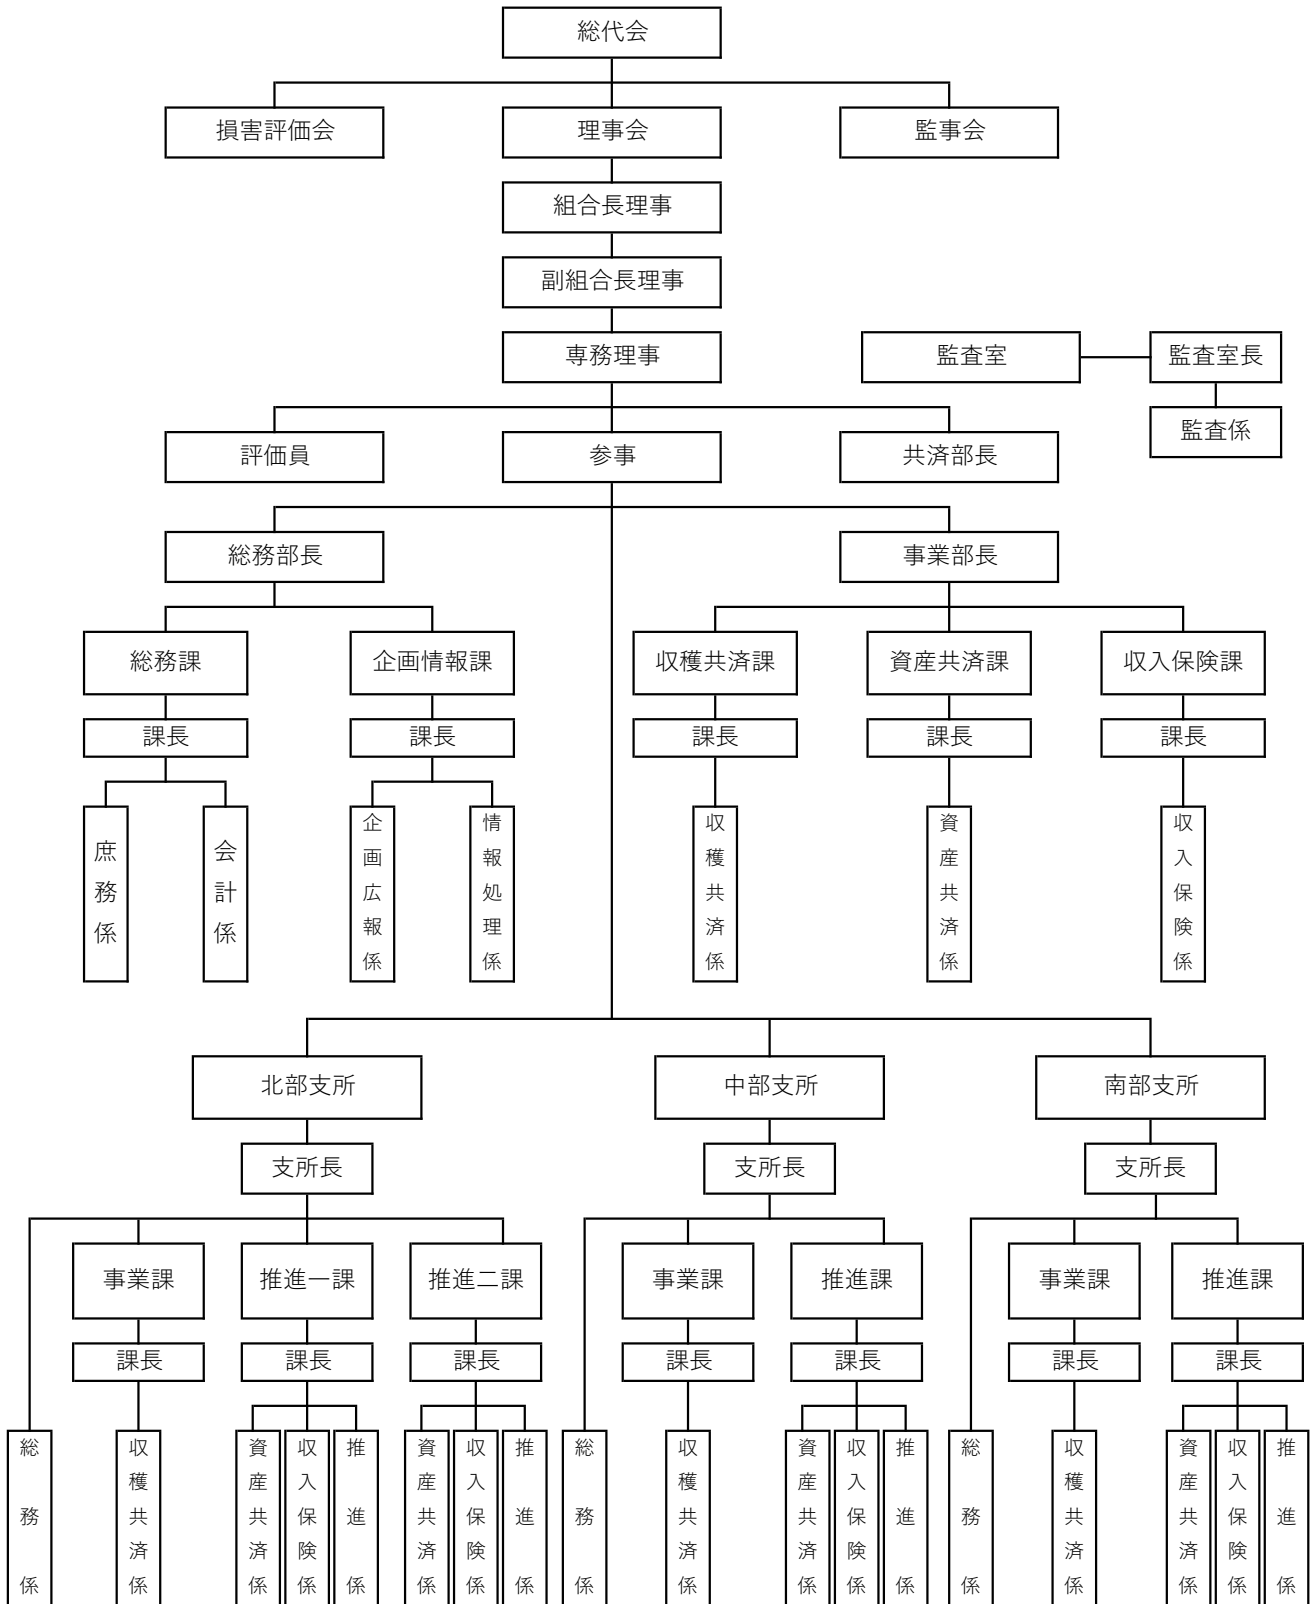 総代会
損害評価会
理事会
監事会
組合長理事
副組合長理事
専務理事
監査室
監査室長
監査係
評価員
参事
共済部長
総務部長
事業部長
総務課
企画情報課
収穫共済課
資産共済課
収入保険課
課長
課長
課長
課長
課長
庶務係
会計係
企画広報係
情報処理係
収穫共済係
資産共済係
収入保険係
北部支所
中部支所
南部支所
支所長
支所長
支所長
事業課
推進一課
推進二課
事業課
推進課
事業課
推進課
課長
課長
課長
課長
課長
課長
課長
総務係
収穫共済係
資産共済係
収入保険係
推進係
資産共済係
収入保険係
推進係
総務係
収穫共済係
資産共済係
収入保険係
推進係
総務係
収穫共済係
資産共済係
収入保険係
推進係